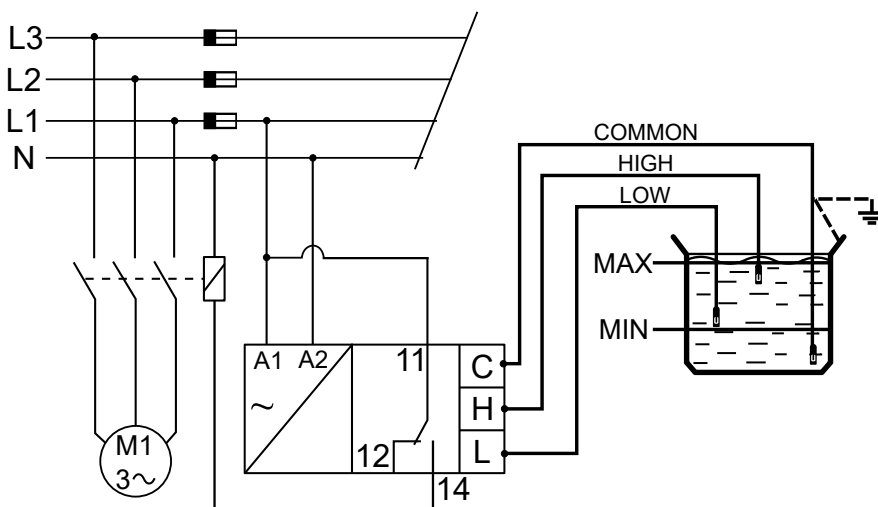 L3
L2
L1
N
COMMON
HIGH
LOW
MAX
MIN
A1 A2 11 C
~ H
12 L
14
M1
3~